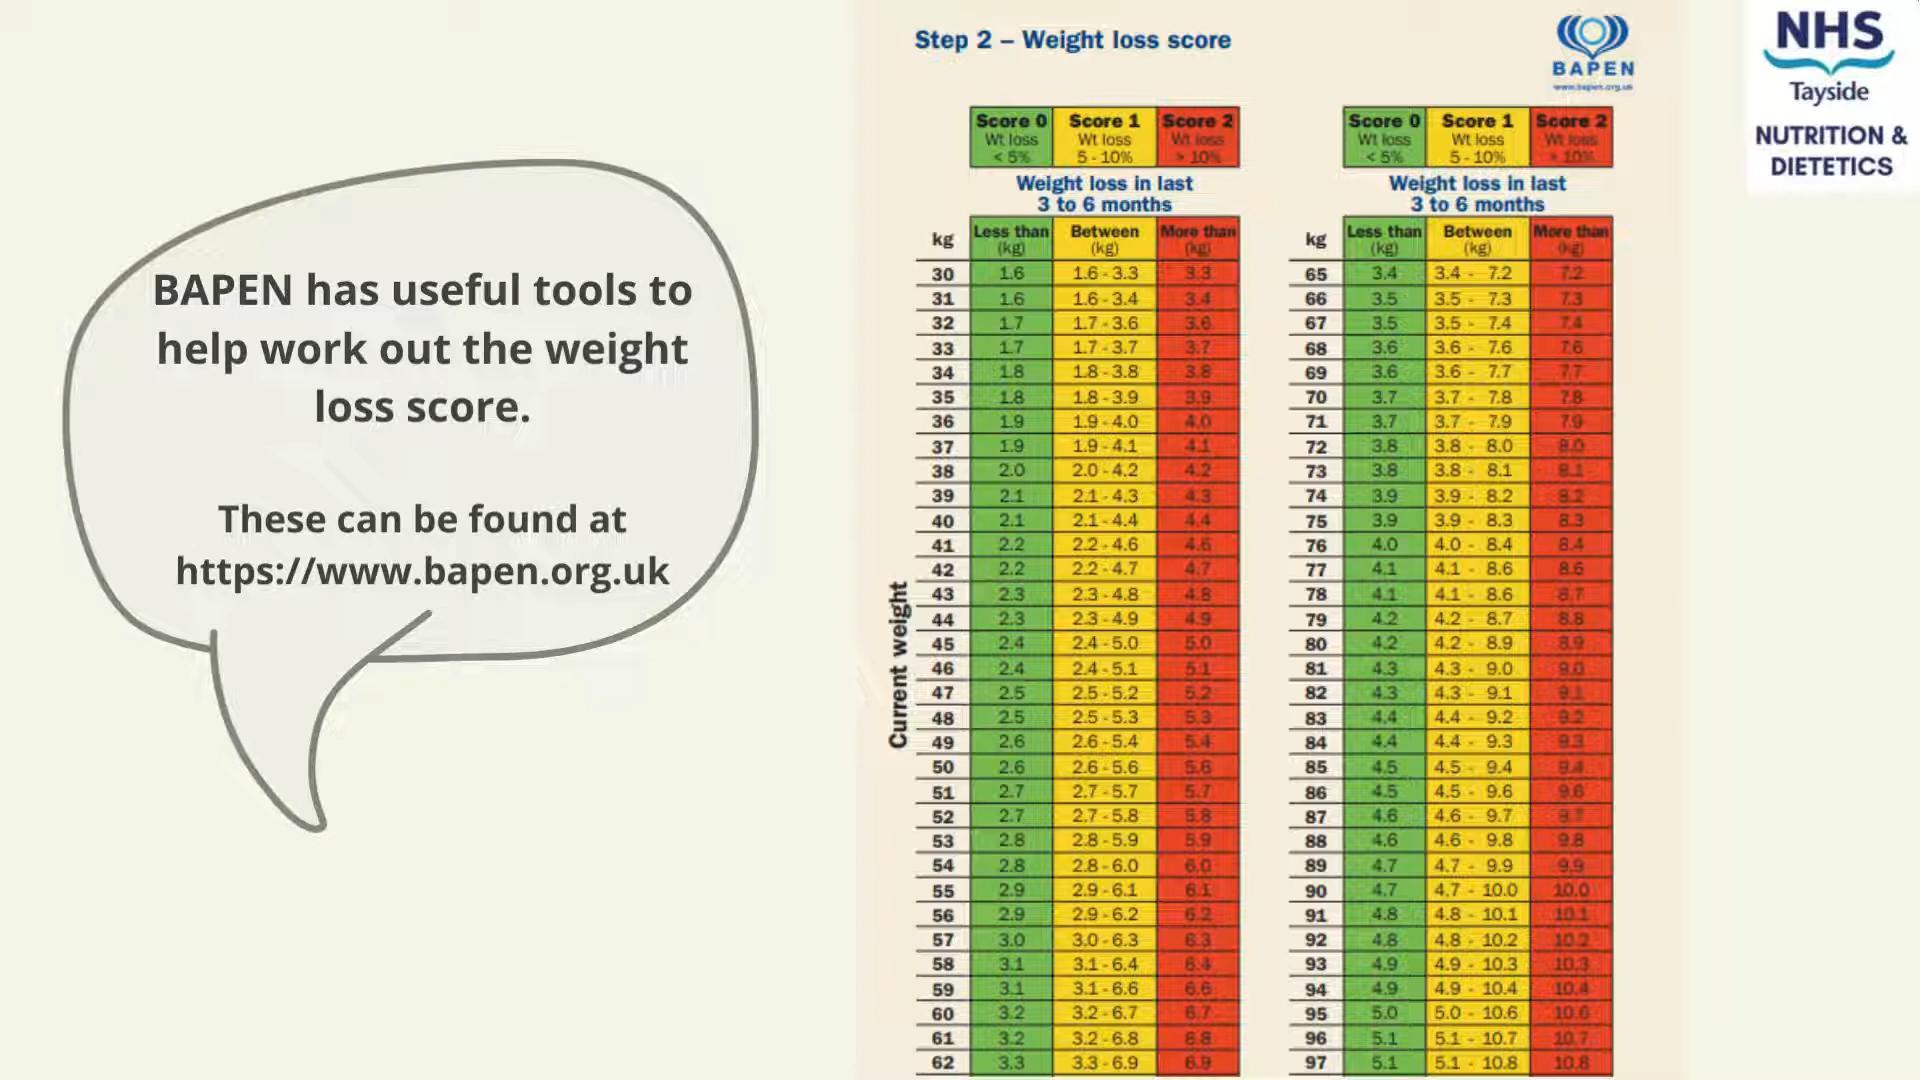 BAPEN has useful tools to
help work out the weight
loss score.
These can be found at
https://www.bapen.org.uk
Step 2 – Weight loss score
BAPEN
www.bapen.org.uk
NHS
Tayside
NUTRITION &
DIETETICS
Score 0 Score 1 Score 2
Wt loss Wt loss Wt loss
< 5% 5 - 10% > 10%
Weight loss in last
3 to 6 months
kg Less than Between More than
(kg) (kg) (kg)
Current weight
30 1.6 1.6 - 3.3 3.3
31 1.6 1.6 - 3.4 3.4
32 1.7 1.7 - 3.6 3.6
33 1.7 1.7 - 3.7 3.7
34 1.8 1.8 - 3.8 3.8
35 1.8 1.8 - 3.9 3.9
36 1.9 1.9 - 4.0 4.0
37 1.9 1.9 - 4.1 4.1
38 2.0 2.0 - 4.2 4.2
39 2.1 2.1 - 4.3 4.3
40 2.1 2.1 - 4.4 4.4
41 2.2 2.2 - 4.6 4.6
42 2.2 2.2 - 4.7 4.7
43 2.3 2.3 - 4.8 4.8
44 2.3 2.3 - 4.9 4.9
45 2.4 2.4 - 5.0 5.0
46 2.4 2.4 - 5.1 5.1
47 2.5 2.5 - 5.2 5.2
48 2.5 2.5 - 5.3 5.3
49 2.6 2.6 - 5.4 5.4
50 2.6 2.6 - 5.6 5.6
51 2.7 2.7 - 5.7 5.7
52 2.7 2.7 - 5.8 5.8
53 2.8 2.8 - 5.9 5.9
54 2.8 2.8 - 6.0 6.0
55 2.9 2.9 - 6.1 6.1
56 2.9 2.9 - 6.2 6.2
57 3.0 3.0 - 6.3 6.3
58 3.1 3.1 - 6.4 6.4
59 3.1 3.1 - 6.6 6.6
60 3.2 3.2 - 6.7 6.7
61 3.2 3.2 - 6.8 6.8
62 3.3 3.3 - 6.9 6.9
Score 0 Score 1 Score 2
Wt loss Wt loss Wt loss
< 5% 5 - 10% > 10%
Weight loss in last
3 to 6 months
kg Less than Between More than
(kg) (kg) (kg)
65 3.4 3.4 - 7.2 7.2
66 3.5 3.5 - 7.3 7.3
67 3.5 3.5 - 7.4 7.4
68 3.6 3.6 - 7.6 7.6
69 3.6 3.6 - 7.7 7.7
70 3.7 3.7 - 7.8 7.8
71 3.7 3.7 - 7.9 7.9
72 3.8 3.8 - 8.0 8.0
73 3.8 3.8 - 8.1 8.1
74 3.9 3.9 - 8.2 8.2
75 3.9 3.9 - 8.3 8.3
76 4.0 4.0 - 8.4 8.4
77 4.1 4.1 - 8.6 8.6
78 4.1 4.1 - 8.6 8.7
79 4.2 4.2 - 8.7 8.8
80 4.2 4.2 - 8.9 8.9
81 4.3 4.3 - 9.0 9.0
82 4.3 4.3 - 9.1 9.1
83 4.4 4.4 - 9.2 9.2
84 4.4 4.4 - 9.3 9.3
85 4.5 4.5 - 9.4 9.4
86 4.5 4.5 - 9.6 9.6
87 4.6 4.6 - 9.7 9.7
88 4.6 4.6 - 9.8 9.8
89 4.7 4.7 - 9.9 9.9
90 4.7 4.7 - 10.0 10.0
91 4.8 4.8 - 10.1 10.1
92 4.8 4.8 - 10.2 10.2
93 4.9 4.9 - 10.3 10.3
94 4.9 4.9 - 10.4 10.4
95 5.0 5.0 - 10.6 10.6
96 5.1 5.1 - 10.7 10.7
97 5.1 5.1 - 10.8 10.8